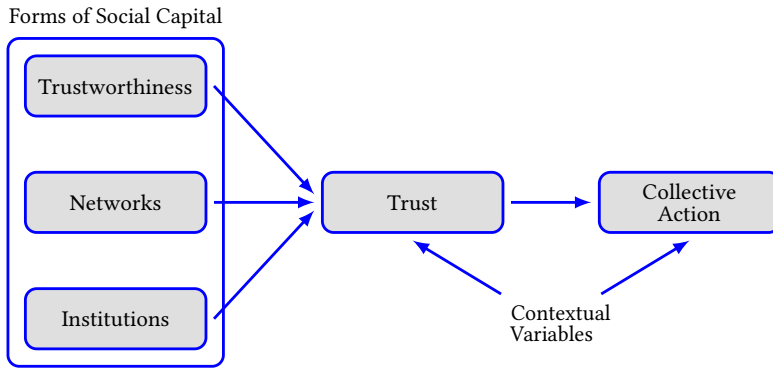 Forms of Social Capital
Trustworthiness
Networks
Institutions
Trust
Collective
Action
Contextual
Variables